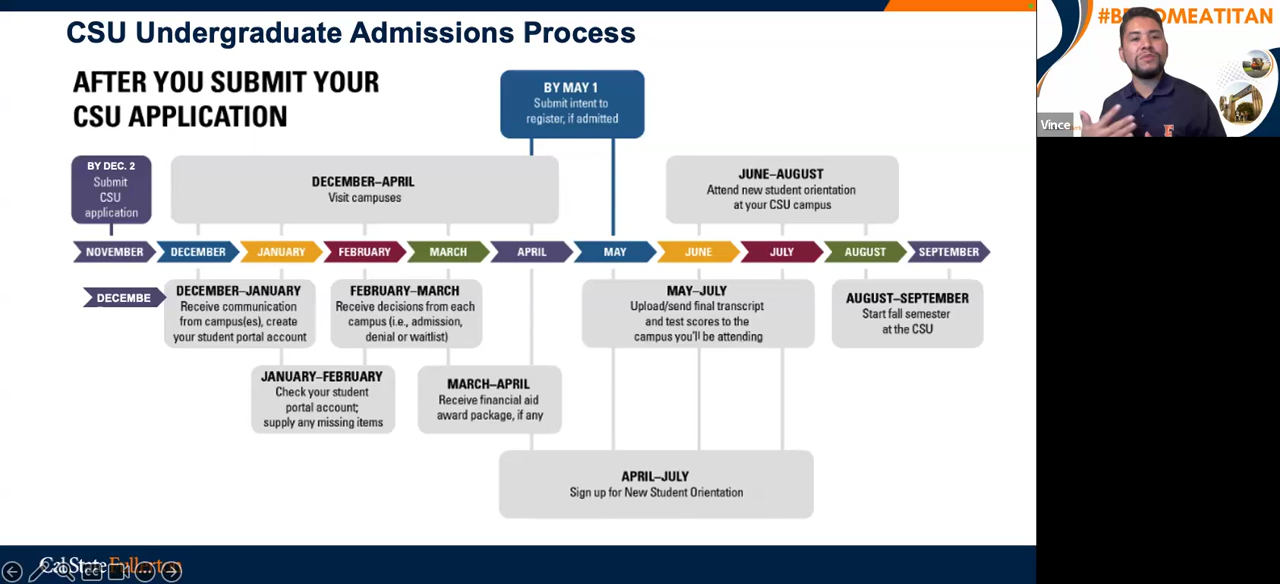 CSU Undergraduate Admissions Process
AFTER YOU SUBMIT YOUR
CSU APPLICATION
BY MAY 1
Submit intent to
register, if admitted
BY DEC. 2
Submit
CSU
application
DECEMBER–APRIL
Visit campuses
JUNE–AUGUST
Attend new student orientation
at your CSU campus
NOVEMBER
DECEMBER
JANUARY
FEBRUARY
MARCH
APRIL
MAY
JUNE
JULY
AUGUST
SEPTEMBER
DECEMBE
DECEMBER–JANUARY
Receive communication
from campus(es), create
your student portal account
FEBRUARY–MARCH
Receive decisions from each
campus (i.e., admission,
denial or waitlist)
MAY–JULY
Upload/send final transcript
and test scores to the
campus you'll be attending
AUGUST–SEPTEMBER
Start fall semester
at the CSU
JANUARY–FEBRUARY
Check your student
portal account;
supply any missing items
MARCH–APRIL
Receive financial aid
award package, if any
APRIL–JULY
Sign up for New Student Orientation
Cal State Fullerton
Vince